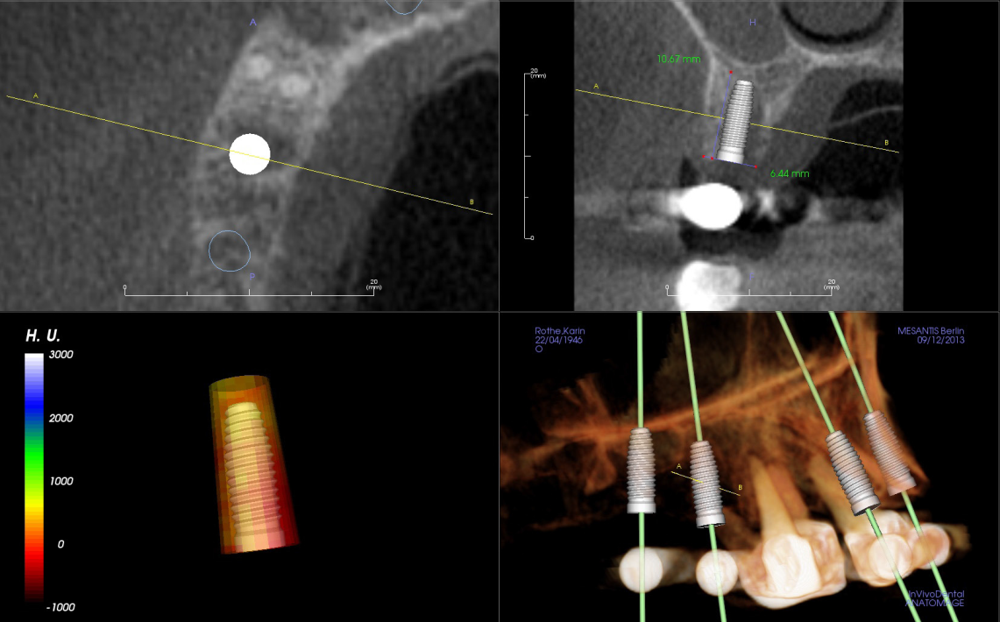 A
A
B
P
0
20
(mm)
H
10.67 mm
20
(mm)
A
B
6.44 mm
0
0
20
(mm)
H. U.
3000
2000
1000
0
-1000
Rothe,Karin
22/04/1946
O
MESANTIS Berlin
09/12/2013
A
B
InVivoDental
ANATOMAGE